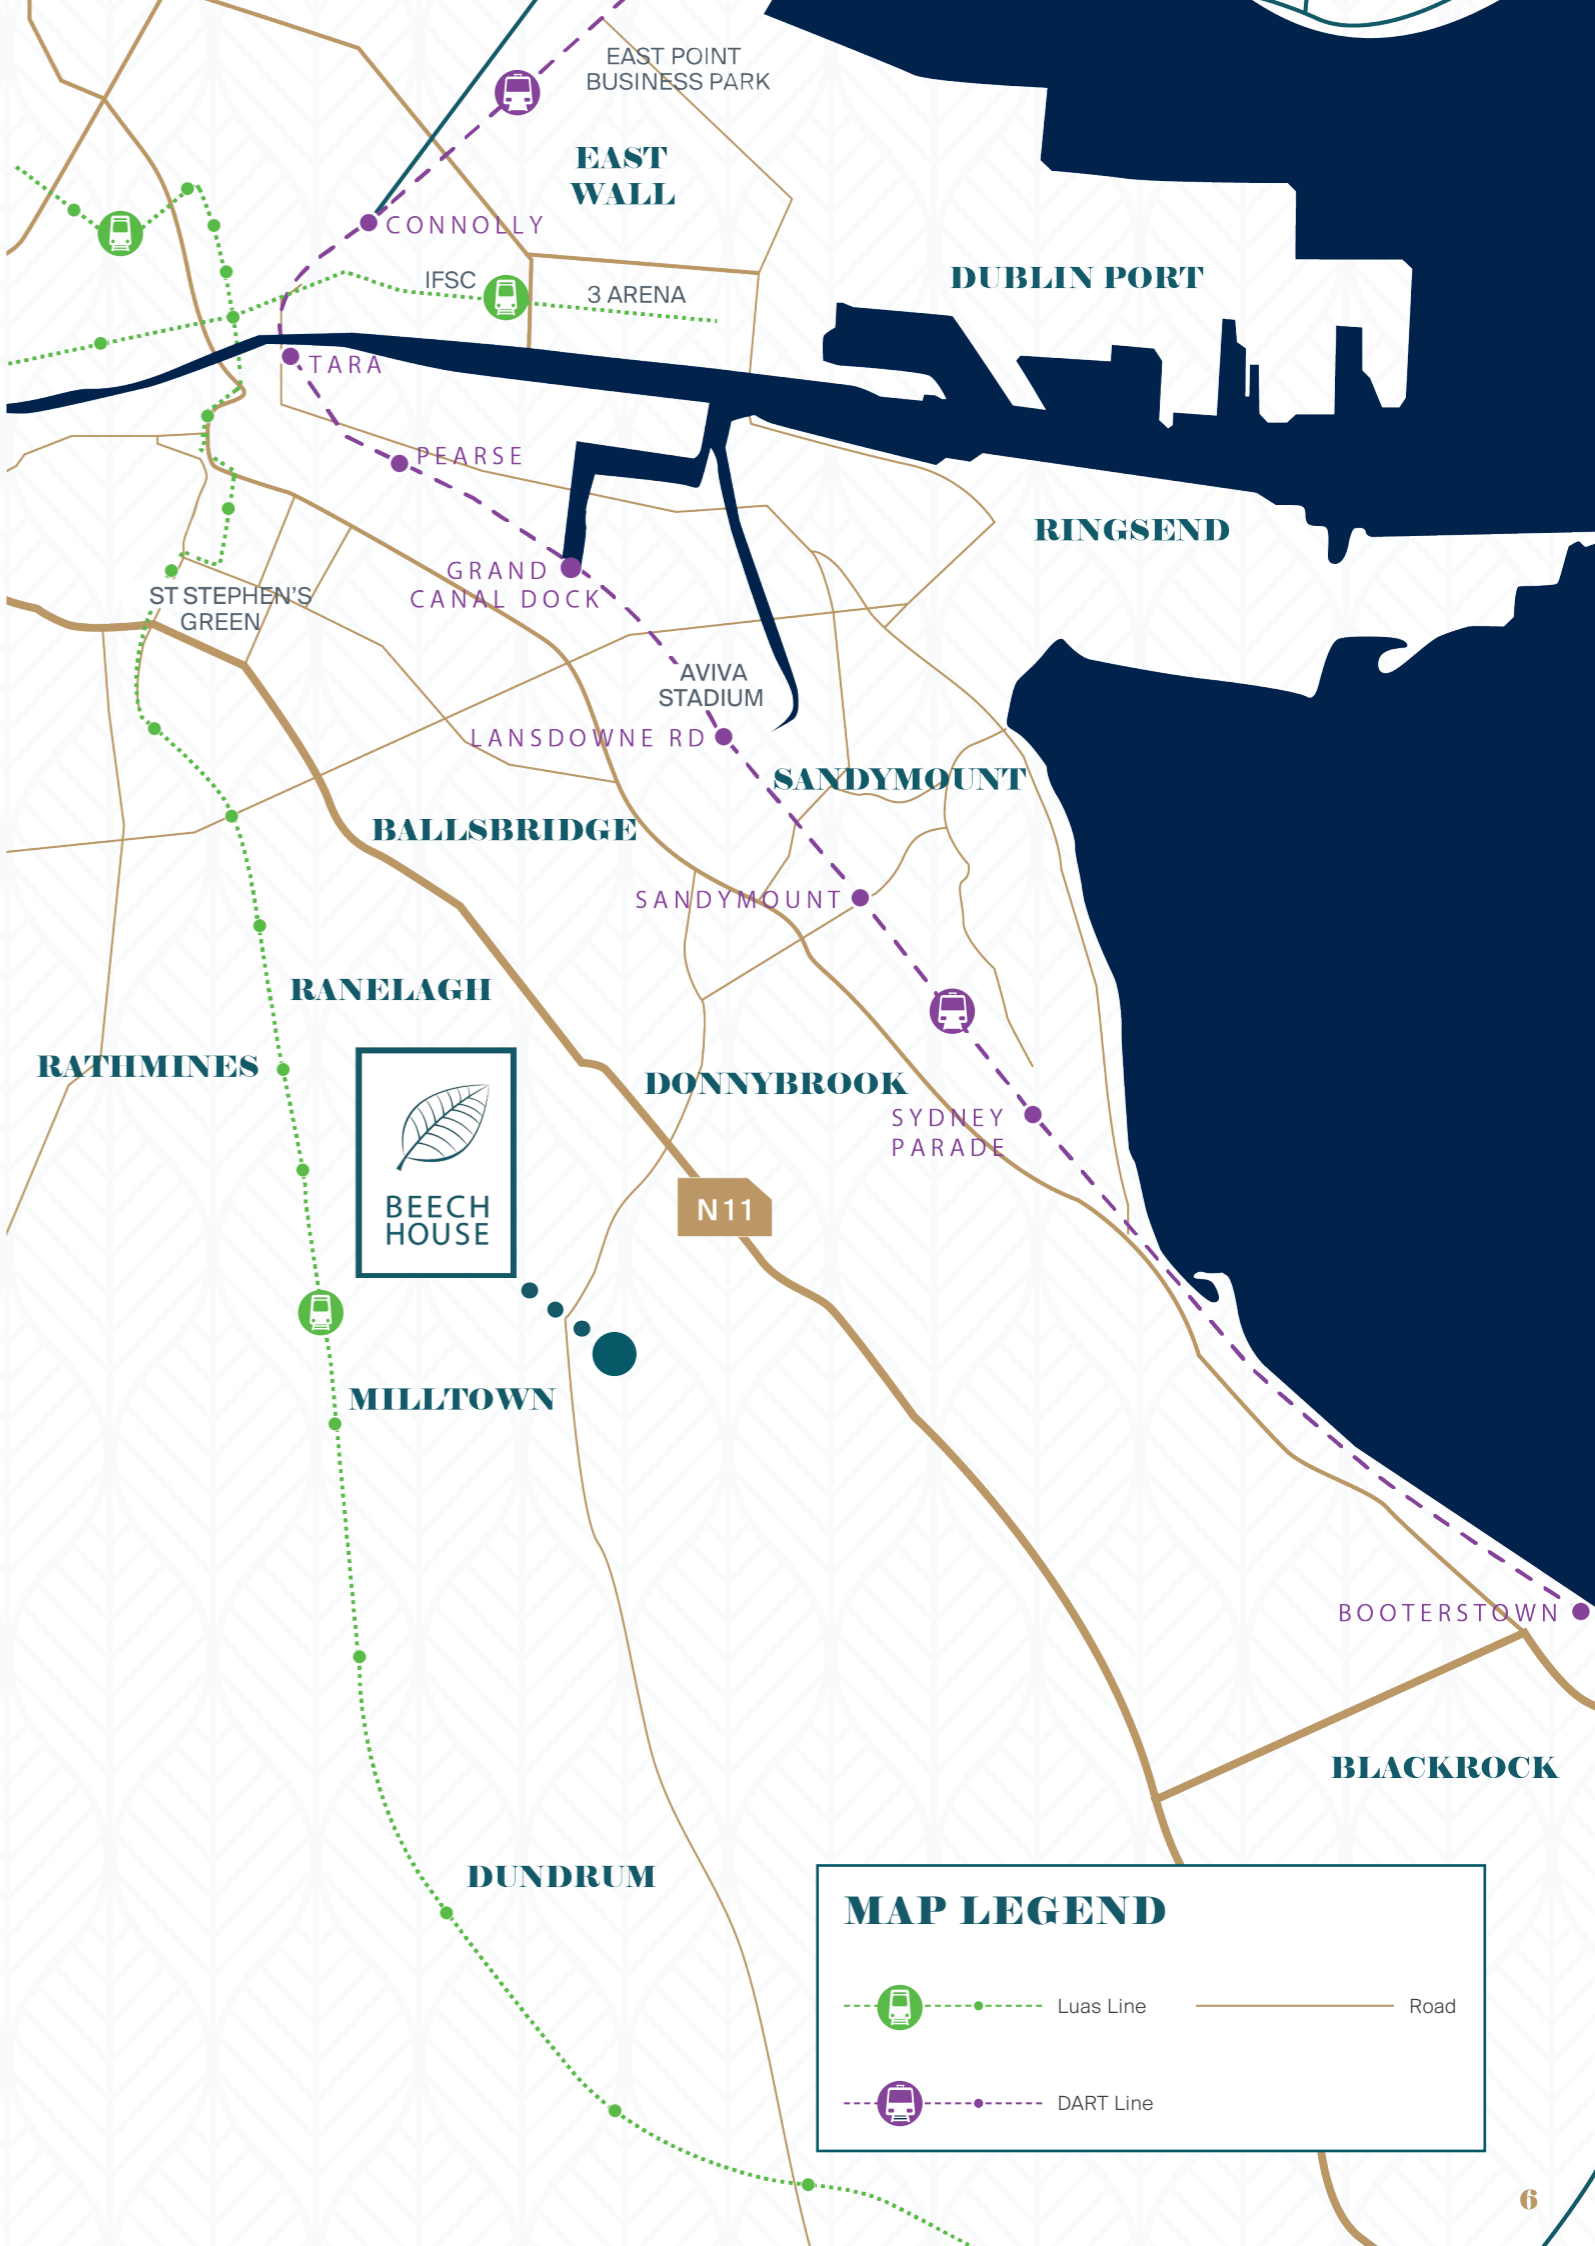 EAST POINT
BUSINESS PARK
EAST
WALL
CONNOLLY
IFSC
3 ARENA
DUBLIN PORT
TARA
PEARSE
RINGSEND
GRAND
CANAL DOCK
ST STEPHEN'S
GREEN
AVIVA
STADIUM
LANSDOWNE RD
SANDYMOUNT
BALLSBRIDGE
SANDYMOUNT
RANELAGH
RATHMINES
DONNYBROOK
SYDNEY
PARADE
BEECH
HOUSE
N11
MILLTOWN
BOOTERSTOWN
BLACKROCK
DUNDRUM
MAP LEGEND
Luas Line
Road
DART Line
6